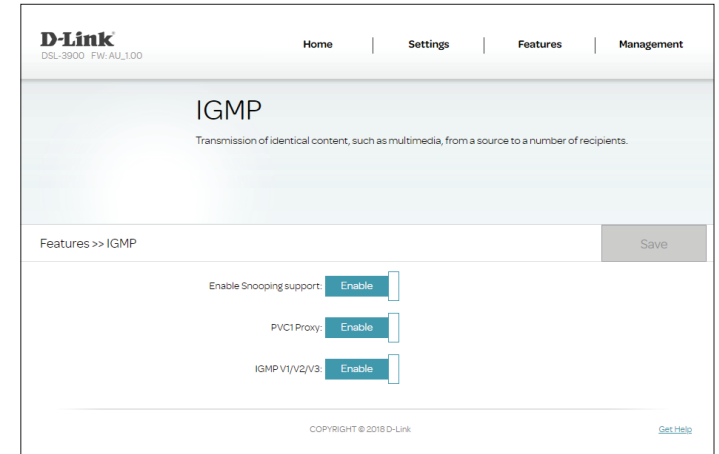 D-Link
DSL-3900 FW: AU_1.00
Home Settings Features Management
IGMP
Transmission of identical content, such as multimedia, from a source to a number of recipients.
Features >> IGMP Save
Enable Snooping support: Enable
PVC1 Proxy: Enable
IGMP V1/V2/V3: Enable
COPYRIGHT © 2018 D-Link Get Help